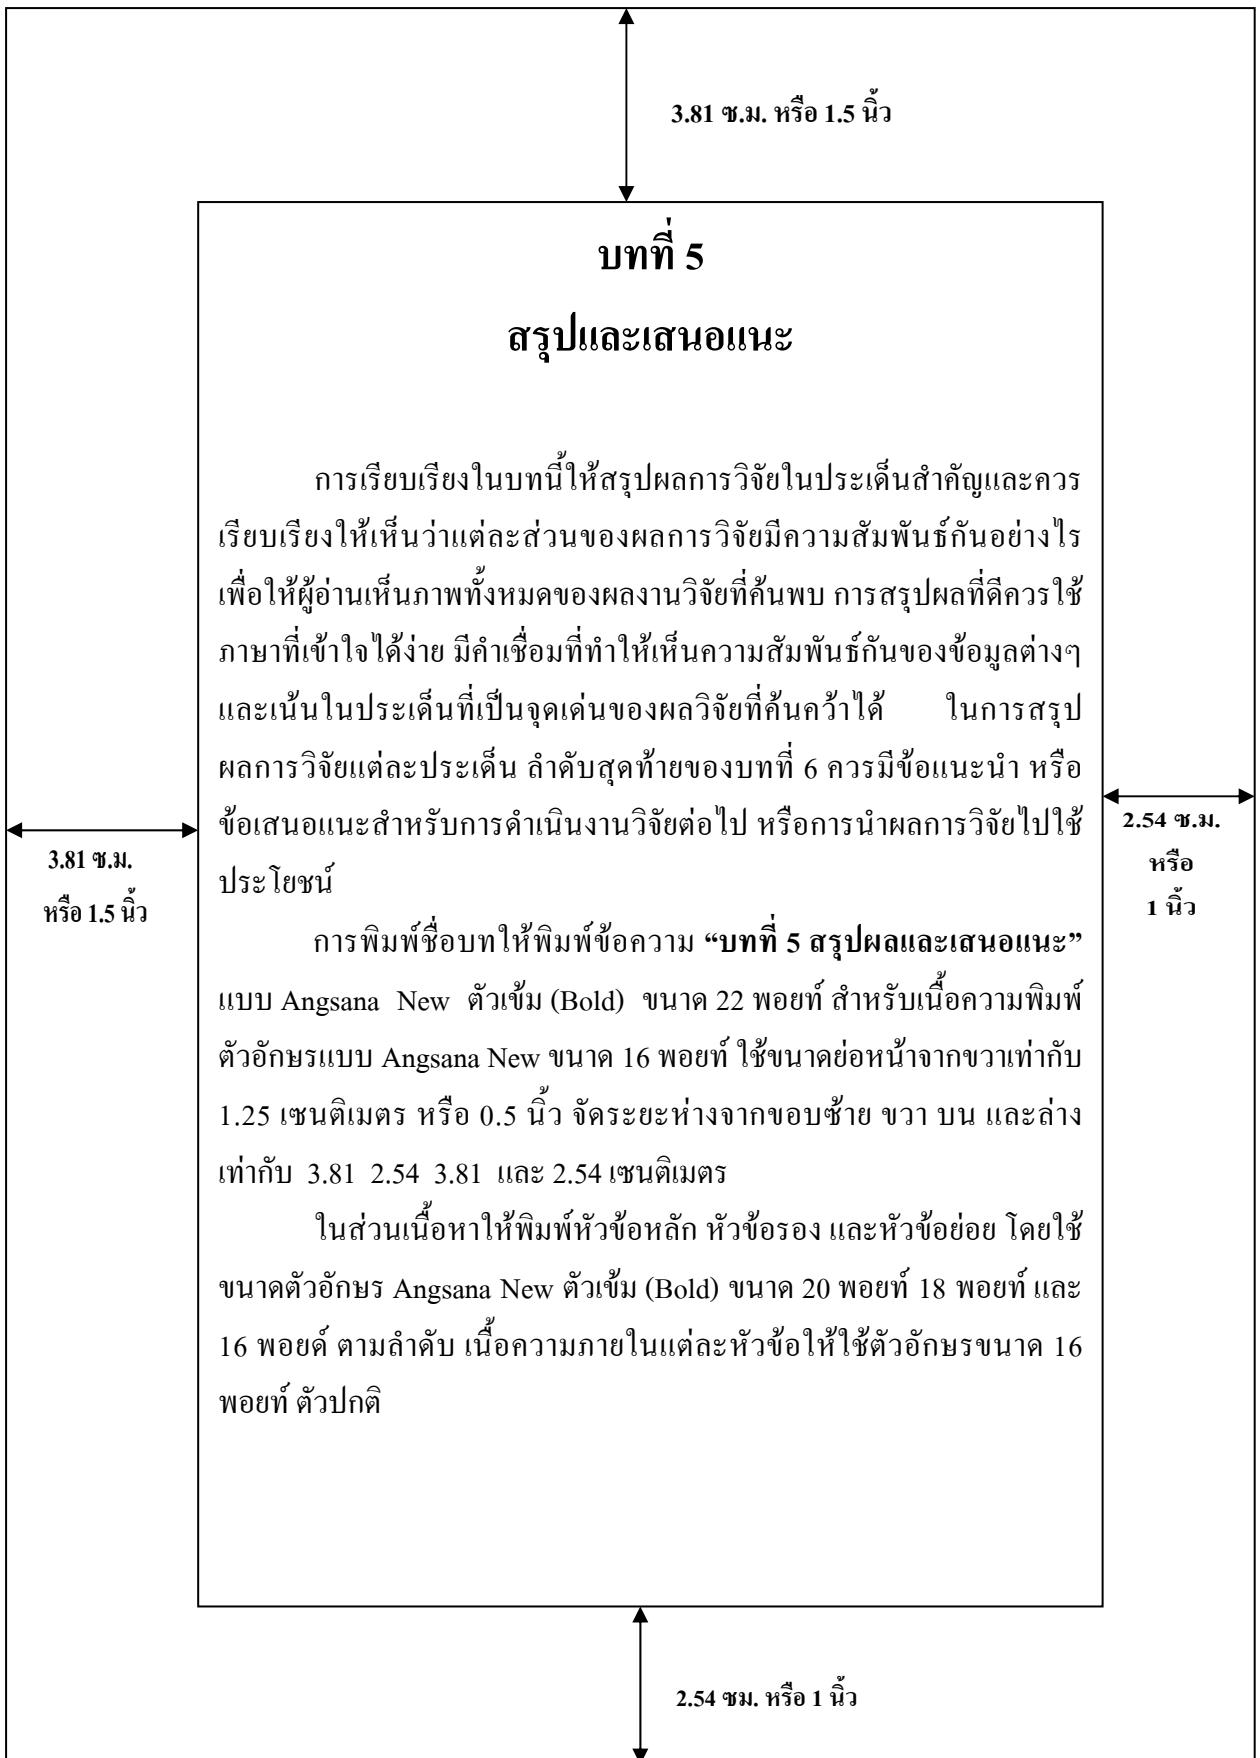 3.81 ซ.ม. หรือ 1.5 นิ้ว
บทที่ 5
สรุปและเสนอแนะ
การเรียบเรียงในบทนี้ให้สรุปผลการวิจัยในประเด็นสำคัญและควร
เรียบเรียงให้เห็นว่าแต่ละส่วนของผลการวิจัยมีความสัมพันธ์กันอย่างไร
เพื่อให้ผู้อ่านเห็นภาพทั้งหมดของผลงานวิจัยที่ค้นพบ การสรุปผลที่ดีควรใช้
ภาษาที่เข้าใจได้ง่าย มีคำเชื่อมที่ทำให้เห็นความสัมพันธ์กันของข้อมูลต่างๆ
และเน้นในประเด็นที่เป็นจุดเด่นของผลวิจัยที่ค้นคว้าได้ ในการสรุป
ผลการวิจัยแต่ละประเด็น ลำดับสุดท้ายของบทที่ 6 ควรมีข้อแนะนำ หรือ
ข้อเสนอแนะสำหรับการดำเนินงานวิจัยต่อไป หรือการนำผลการวิจัยไปใช้
ประโยชน์
การพิมพ์ชื่อบทให้พิมพ์ข้อความ “บทที่ 5 สรุปผลและเสนอแนะ”
แบบ Angsana New ตัวเข้ม (Bold) ขนาด 22 พอยท์ สำหรับเนื้อความพิมพ์
ตัวอักษรแบบ Angsana New ขนาด 16 พอยท์ ใช้ขนาดย่อหน้าจากขวาเท่ากับ
1.25 เซนติเมตร หรือ 0.5 นิ้ว จัดระยะห่างจากขอบซ้าย ขวา บน และล่าง
เท่ากับ 3.81 2.54 3.81 และ 2.54 เซนติเมตร
ในส่วนเนื้อหาให้พิมพ์หัวข้อหลัก หัวข้อรอง และหัวข้อย่อย โดยใช้
ขนาดตัวอักษร Angsana New ตัวเข้ม (Bold) ขนาด 20 พอยท์ 18 พอยท์ และ
16 พอยด์ ตามลำดับ เนื้อความภายในแต่ละหัวข้อให้ใช้ตัวอักษรขนาด 16
พอยท์ ตัวปกติ
3.81 ซ.ม.
หรือ 1.5 นิ้ว
2.54 ซ.ม.
หรือ
1 นิ้ว
2.54 ซม. หรือ 1 นิ้ว